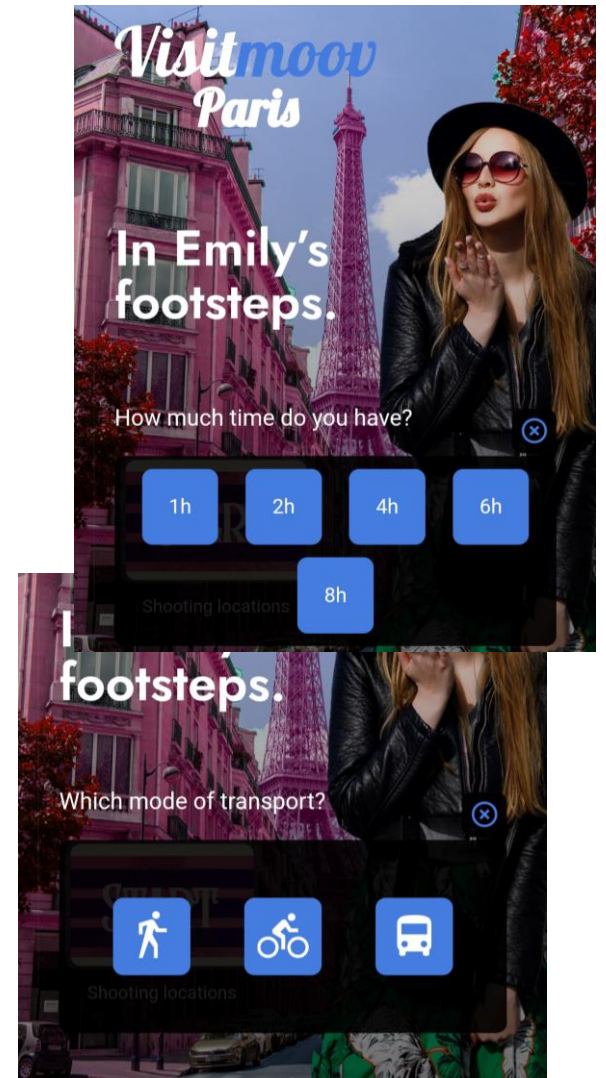 Visitmoov
Paris
In Emily's
footsteps.
How much time do you have?
1h 2h 4h 6h
8h
Shooting locations
footsteps.
Which mode of transport?
START
Shooting locations